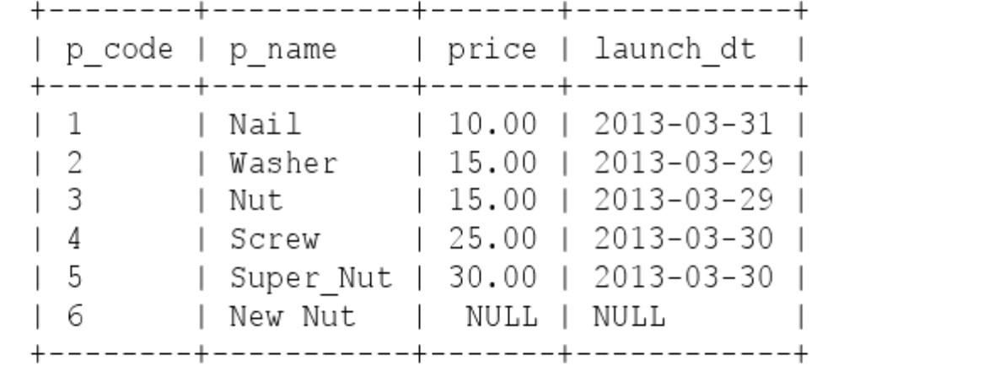 +--------+-----------+-------+------------+
| p_code | p_name    | price | launch_dt  |
+--------+-----------+-------+------------+
| 1      | Nail      | 10.00 | 2013-03-31 |
| 2      | Washer    | 15.00 | 2013-03-29 |
| 3      | Nut       | 15.00 | 2013-03-29 |
| 4      | Screw     | 25.00 | 2013-03-30 |
| 5      | Super_Nut | 30.00 | 2013-03-30 |
| 6      | New Nut   |  NULL | NULL       |
+--------+-----------+-------+------------+